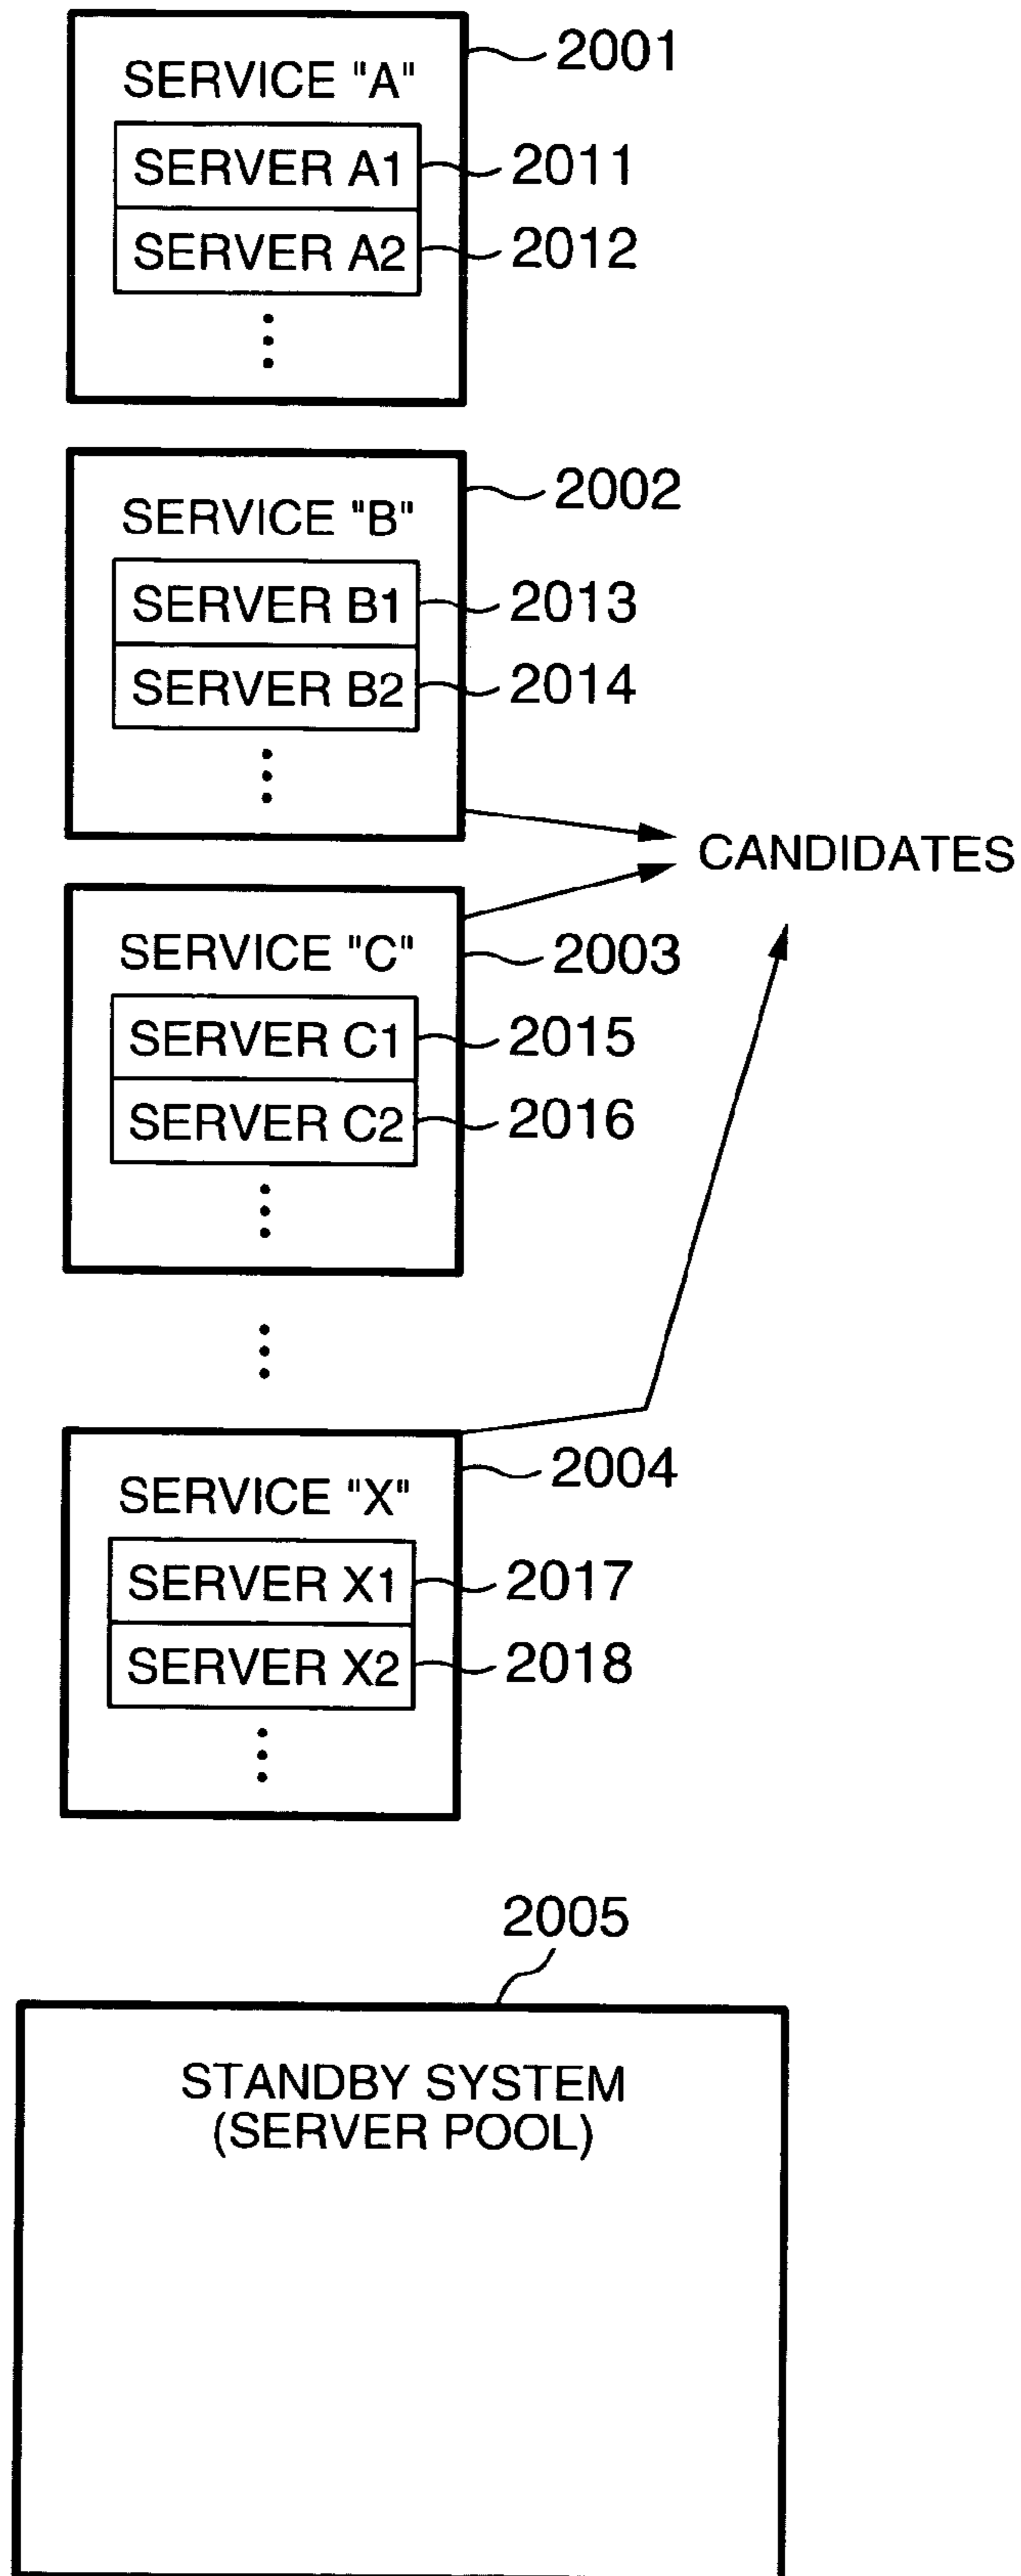 2001
SERVICE "A"
SERVER A1
2011
SERVER A2
2012
2002
SERVICE "B"
SERVER B1
2013
SERVER B2
2014
CANDIDATES
SERVICE "C"
2003
SERVER C1
2015
SERVER C2
2016
2004
SERVICE "X"
SERVER X1
2017
SERVER X2
2018
2005
STANDBY SYSTEM
(SERVER POOL)